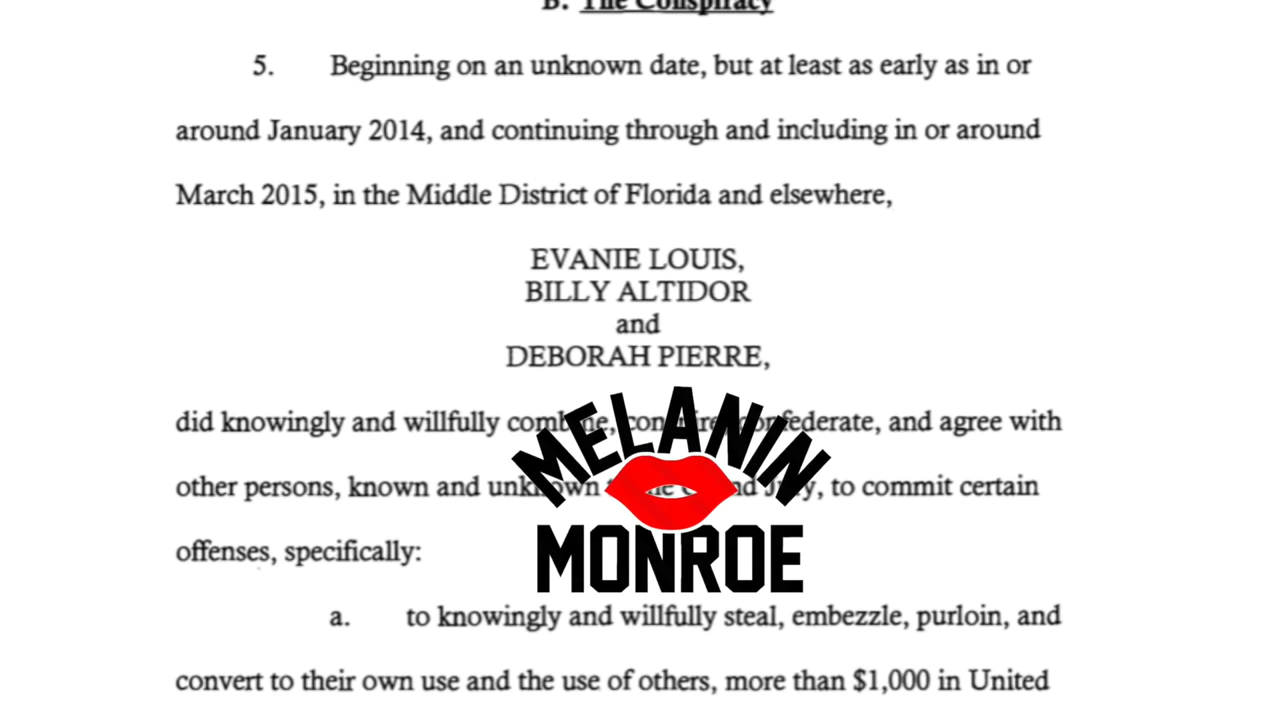 B. The Conspiracy
5. Beginning on an unknown date, but at least as early as in or
around January 2014, and continuing through and including in or around
March 2015, in the Middle District of Florida and elsewhere,
EVANIE LOUIS,
BILLY ALTIDOR
and
DEBORAH PIERRE,
did knowingly and willfully confederate, and agree with
other persons, known and to commit certain
offenses, specifically:
MELANIN
MONROE
a. to knowingly and willfully steal, embezzle, purloin, and
convert to their own use and the use of others, more than $1,000 in United